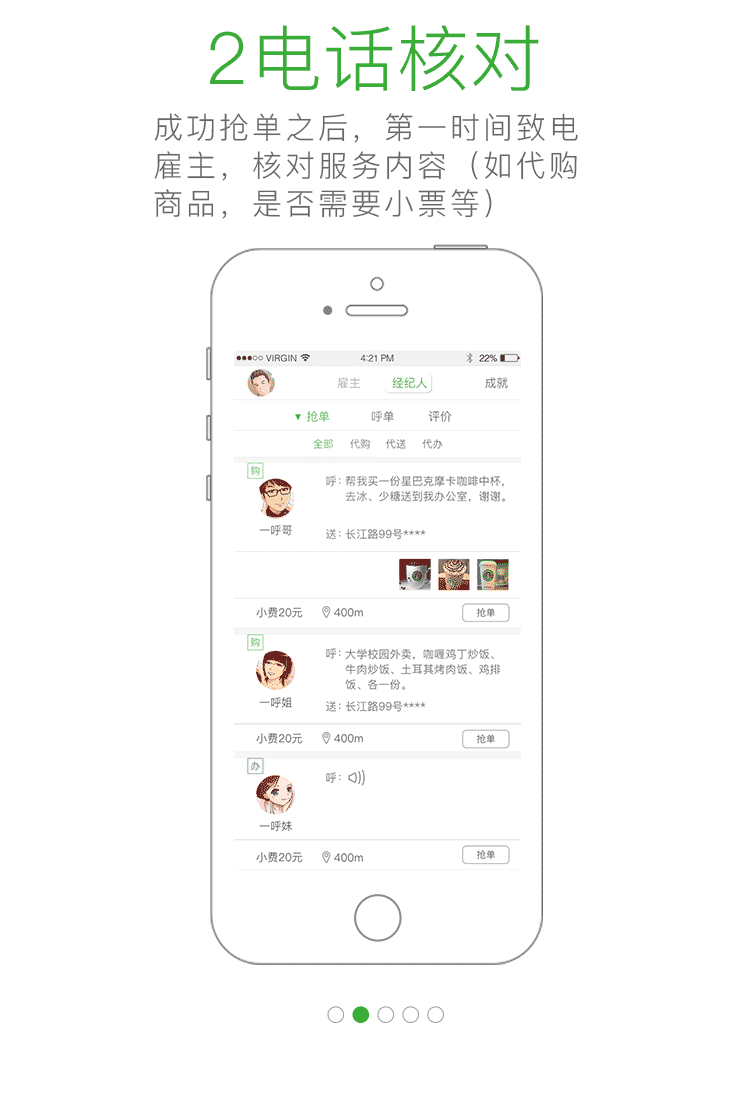 2电话核对
成功抢单之后，第一时间致电
雇主，核对服务内容（如代购
商品，是否需要小票等）
VIRGIN 4:21 PM 22%
雇主 经纪人 成就
▼ 抢单 呼单 评价
全部 代购 代送 代办
购
呼：帮我买一份星巴克摩卡咖啡中杯，
去冰、少糖送到我办公室，谢谢。
一呼哥
送：长江路99号****
小费20元 400m 抢单
购
呼：大学校园外卖，咖喱鸡丁炒饭、
牛肉炒饭、土耳其烤肉饭、鸡排
饭、各一份。
一呼姐
送：长江路99号****
小费20元 400m 抢单
办
呼：
一呼妹
小费20元 400m 抢单